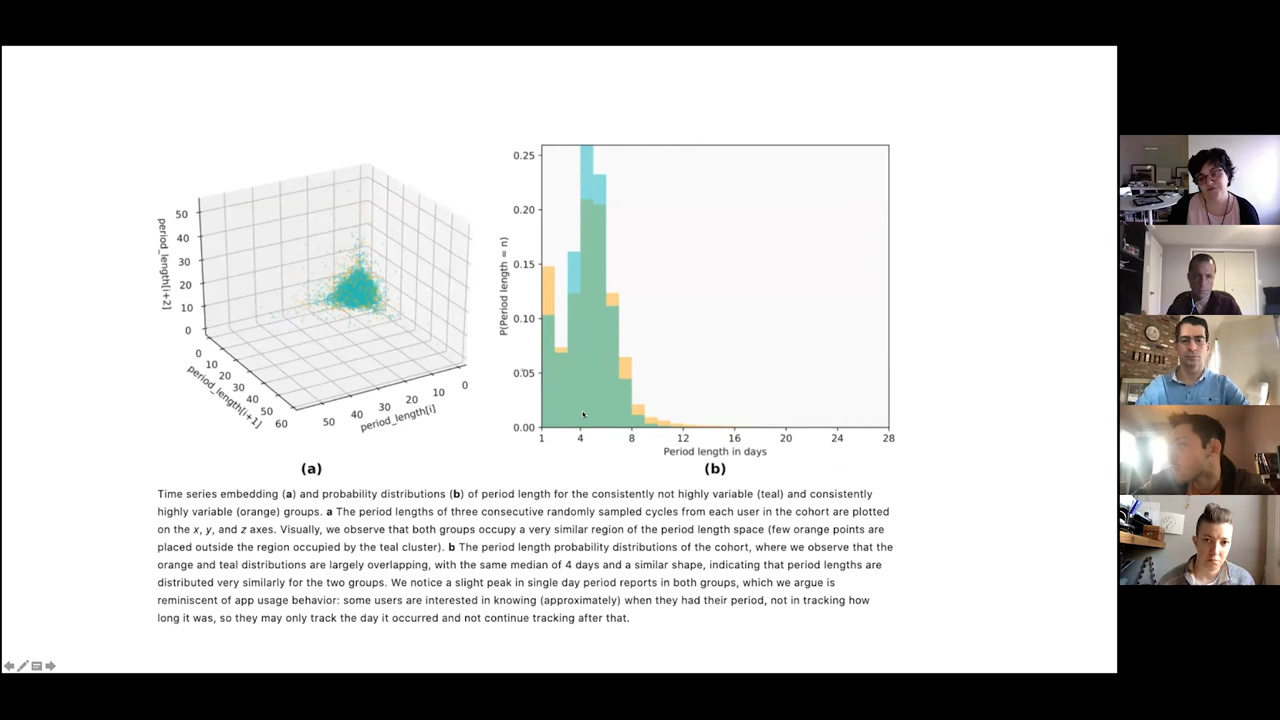 50
40
30
20
10
0
period_length[i+2]
0
10
20
30
40
50
60
period_length[i+1]
50
40
30
20
10
0
period_length[i]
(a)
0.25
0.20
0.15
0.10
0.05
0.00
P(Period length = n)
1 4 8 12 16 20 24 28
Period length in days
(b)
Time series embedding (a) and probability distributions (b) of period length for the consistently not highly variable (teal) and consistently
highly variable (orange) groups. a The period lengths of three consecutive randomly sampled cycles from each user in the cohort are plotted
on the x, y, and z axes. Visually, we observe that both groups occupy a very similar region of the period length space (few orange points are
placed outside the region occupied by the teal cluster). b The period length probability distributions of the cohort, where we observe that the
orange and teal distributions are largely overlapping, with the same median of 4 days and a similar shape, indicating that period lengths are
distributed very similarly for the two groups. We notice a slight peak in single day period reports in both groups, which we argue is
reminiscent of app usage behavior: some users are interested in knowing (approximately) when they had their period, not in tracking how
long it was, so they may only track the day it occurred and not continue tracking after that.